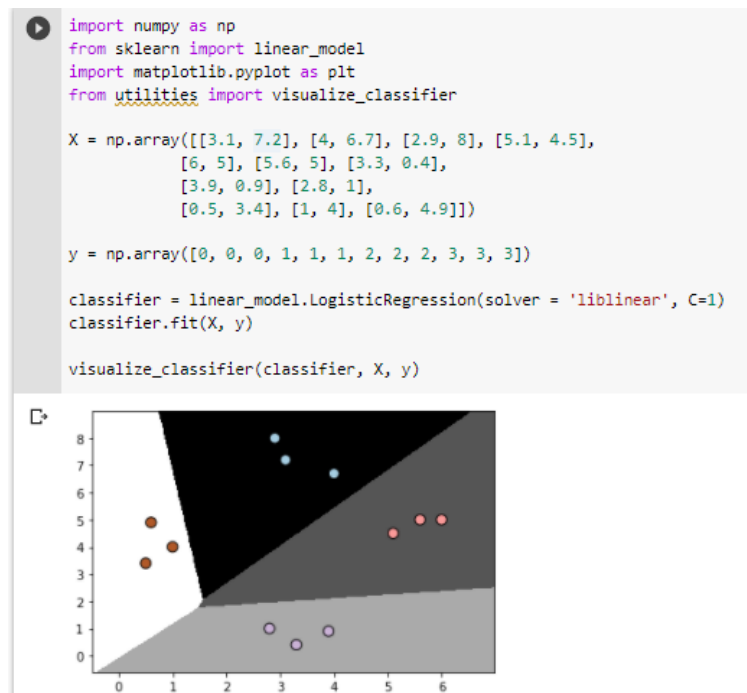 import numpy as np
from sklearn import linear_model
import matplotlib.pyplot as plt
from utilities import visualize_classifier
X = np.array([[3.1, 7.2], [4, 6.7], [2.9, 8], [5.1, 4.5],
[6, 5], [5.6, 5], [3.3, 0.4],
[3.9, 0.9], [2.8, 1],
[0.5, 3.4], [1, 4], [0.6, 4.9]])
y = np.array([0, 0, 0, 1, 1, 1, 2, 2, 2, 3, 3, 3])
classifier = linear_model.LogisticRegression(solver = 'liblinear', C=1)
classifier.fit(X, y)
visualize_classifier(classifier, X, y)
8
7
6
5
4
3
2
1
0
0 1 2 3 4 5 6